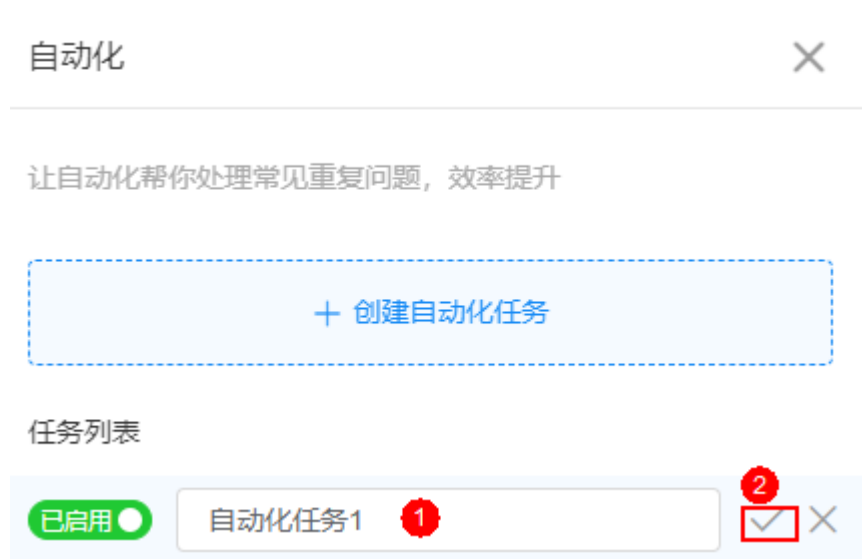 自动化
让自动化帮你处理常见重复问题，效率提升
+ 创建自动化任务
任务列表
2
已启用 自动化任务1 1